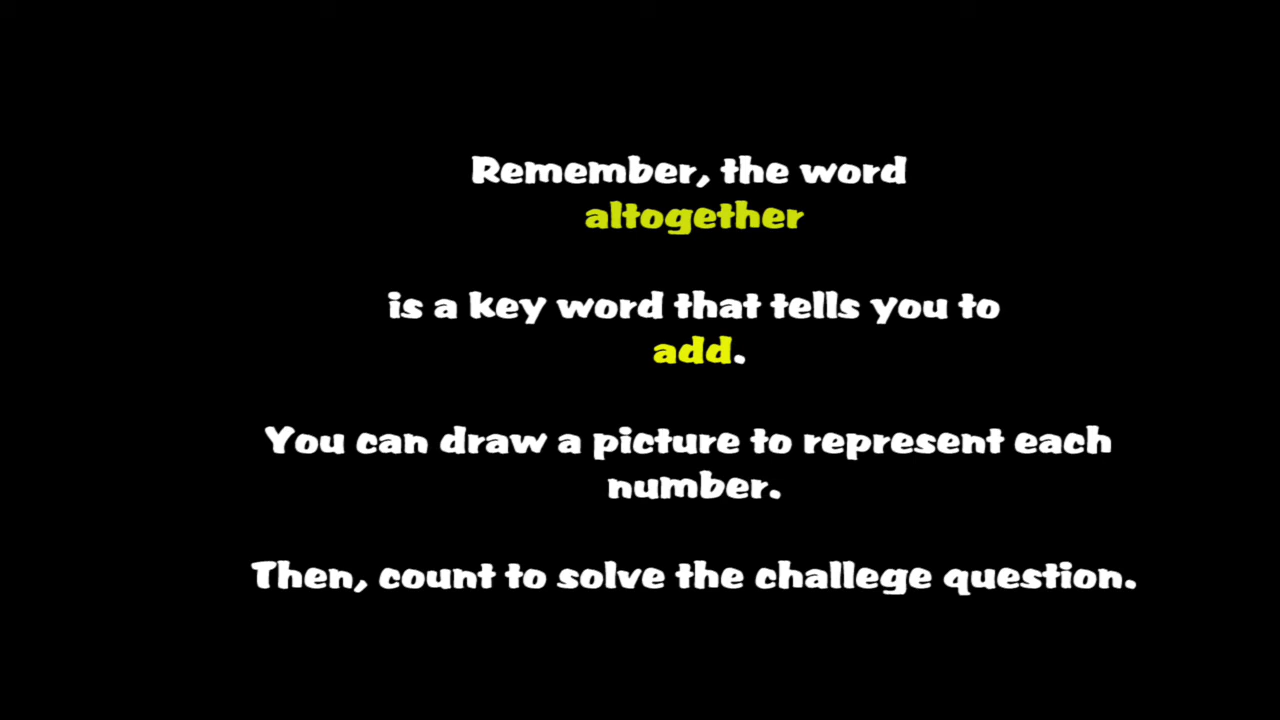 Remember, the word
altogether
is a key word that tells you to
add.
You can draw a picture to represent each
number.
Then, count to solve the challege question.